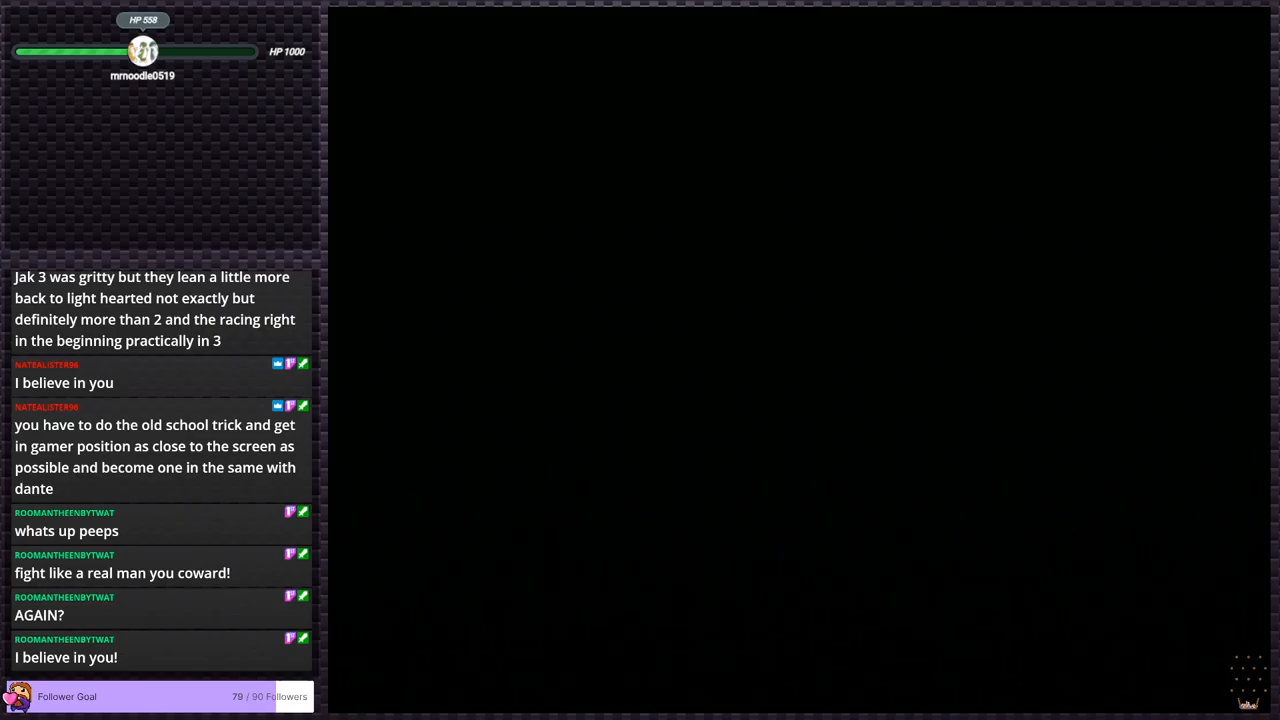 HP 558
HP 1000
mrnoodle0519
Jak 3 was gritty but they lean a little more
back to light hearted not exactly but
definitely more than 2 and the racing right
in the beginning practically in 3
NATEALISTER96
I believe in you
NATEALISTER96
you have to do the old school trick and get
in gamer position as close to the screen as
possible and become one in the same with
dante
ROOMANTHEENBYTWAT
whats up peeps
ROOMANTHEENBYTWAT
fight like a real man you coward!
ROOMANTHEENBYTWAT
AGAIN?
ROOMANTHEENBYTWAT
I believe in you!
Follower Goal
79 / 90 Followers